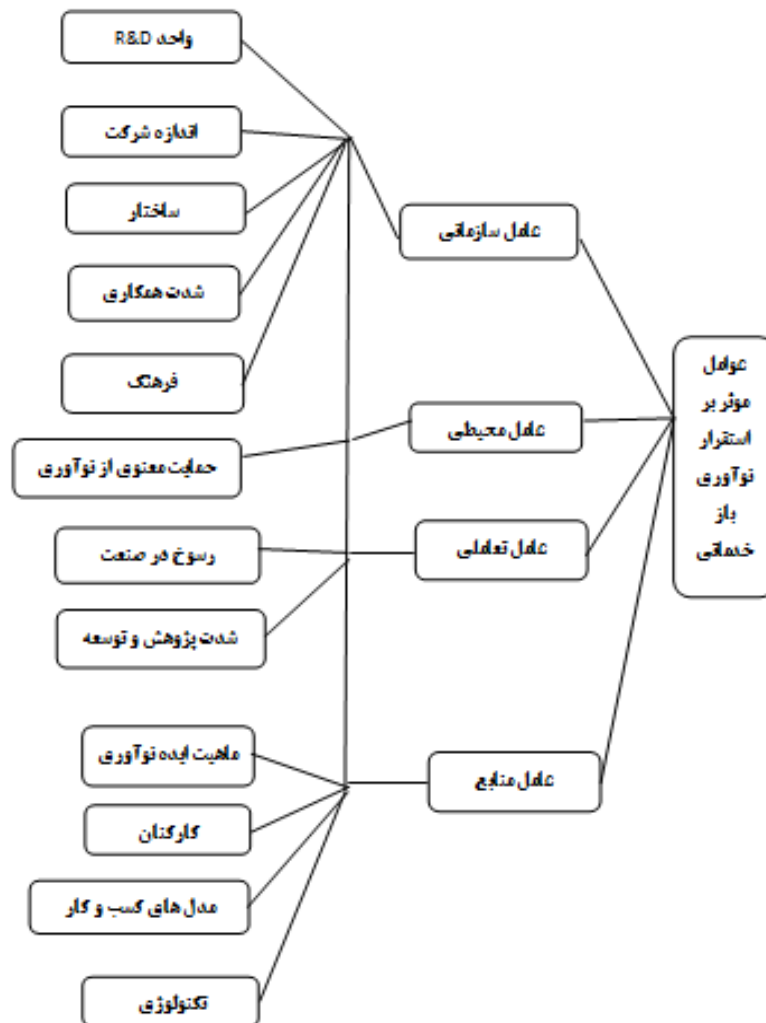 عوامل
موثر بر
استقرار
نوآوری
باز
خدماتی
عامل سازمانی
عامل محیطی
عامل تعاملی
عامل منابع
واحد R&D
اندازه شرکت
ساختار
شدت همکاری
فرهنگ
حمایت معنوی از نوآوری
رسوخ در صنعت
شدت پژوهش و توسعه
ماهیت ایده نوآوری
کارکنان
مدل های کسب و کار
تکنولوژی